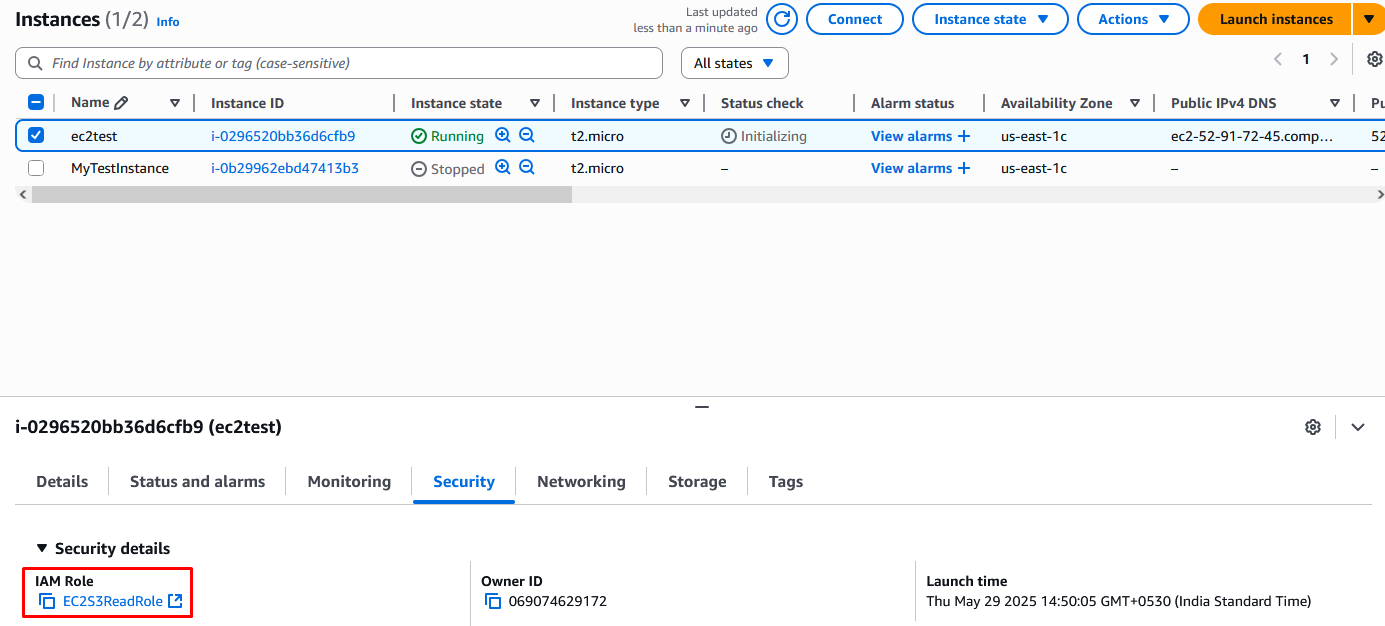 Instances (1/2) Info
Last updated
less than a minute ago
Connect
Instance state
Actions
Launch instances
Find Instance by attribute or tag (case-sensitive)
All states
1
Name Instance ID Instance state Instance type Status check Alarm status Availability Zone Public IPv4 DNS Pu
ec2test i-0296520bb36d6cfb9 Running t2.micro Initializing View alarms + us-east-1c ec2-52-91-72-45.comp... 52
MyTestInstance i-0b29962ebd47413b3 Stopped t2.micro – View alarms + us-east-1c – –
i-0296520bb36d6cfb9 (ec2test)
Details Status and alarms Monitoring Security Networking Storage Tags
Security details
IAM Role Owner ID Launch time
EC2S3ReadRole 069074629172 Thu May 29 2025 14:50:05 GMT+0530 (India Standard Time)